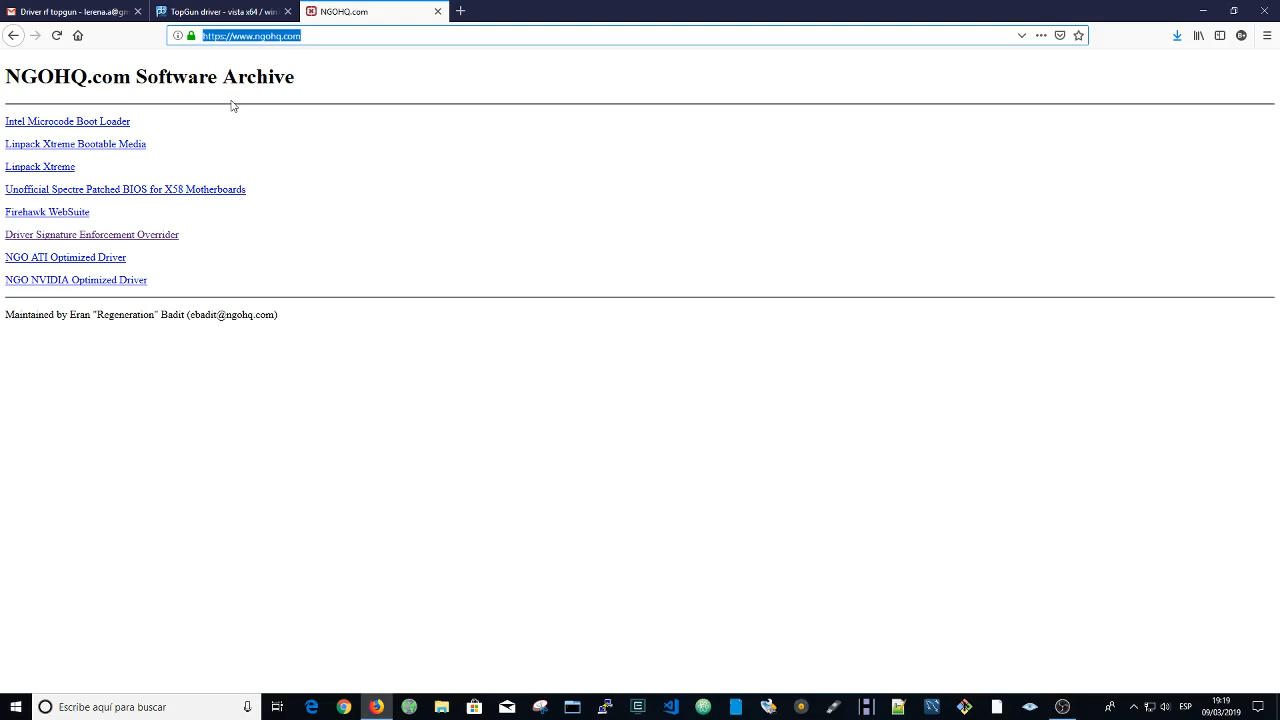 Driver rf topgun - lerena.a@gm
TopGun driver - vista x64 / win
NGOHQ.com
https://www.ngohq.com
NGOHQ.com Software Archive
Intel Microcode Boot Loader
Linpack Xtreme Bootable Media
Linpack Xtreme
Unofficial Spectre Patched BIOS for X58 Motherboards
Firehawk WebSuite
Driver Signature Enforcement Overrider
NGO ATI Optimized Driver
NGO NVIDIA Optimized Driver
Maintained by Eran "Regeneration" Badit (ebadit@ngohq.com)
Escribe aquí para buscar
ESP
19:19
09/03/2019